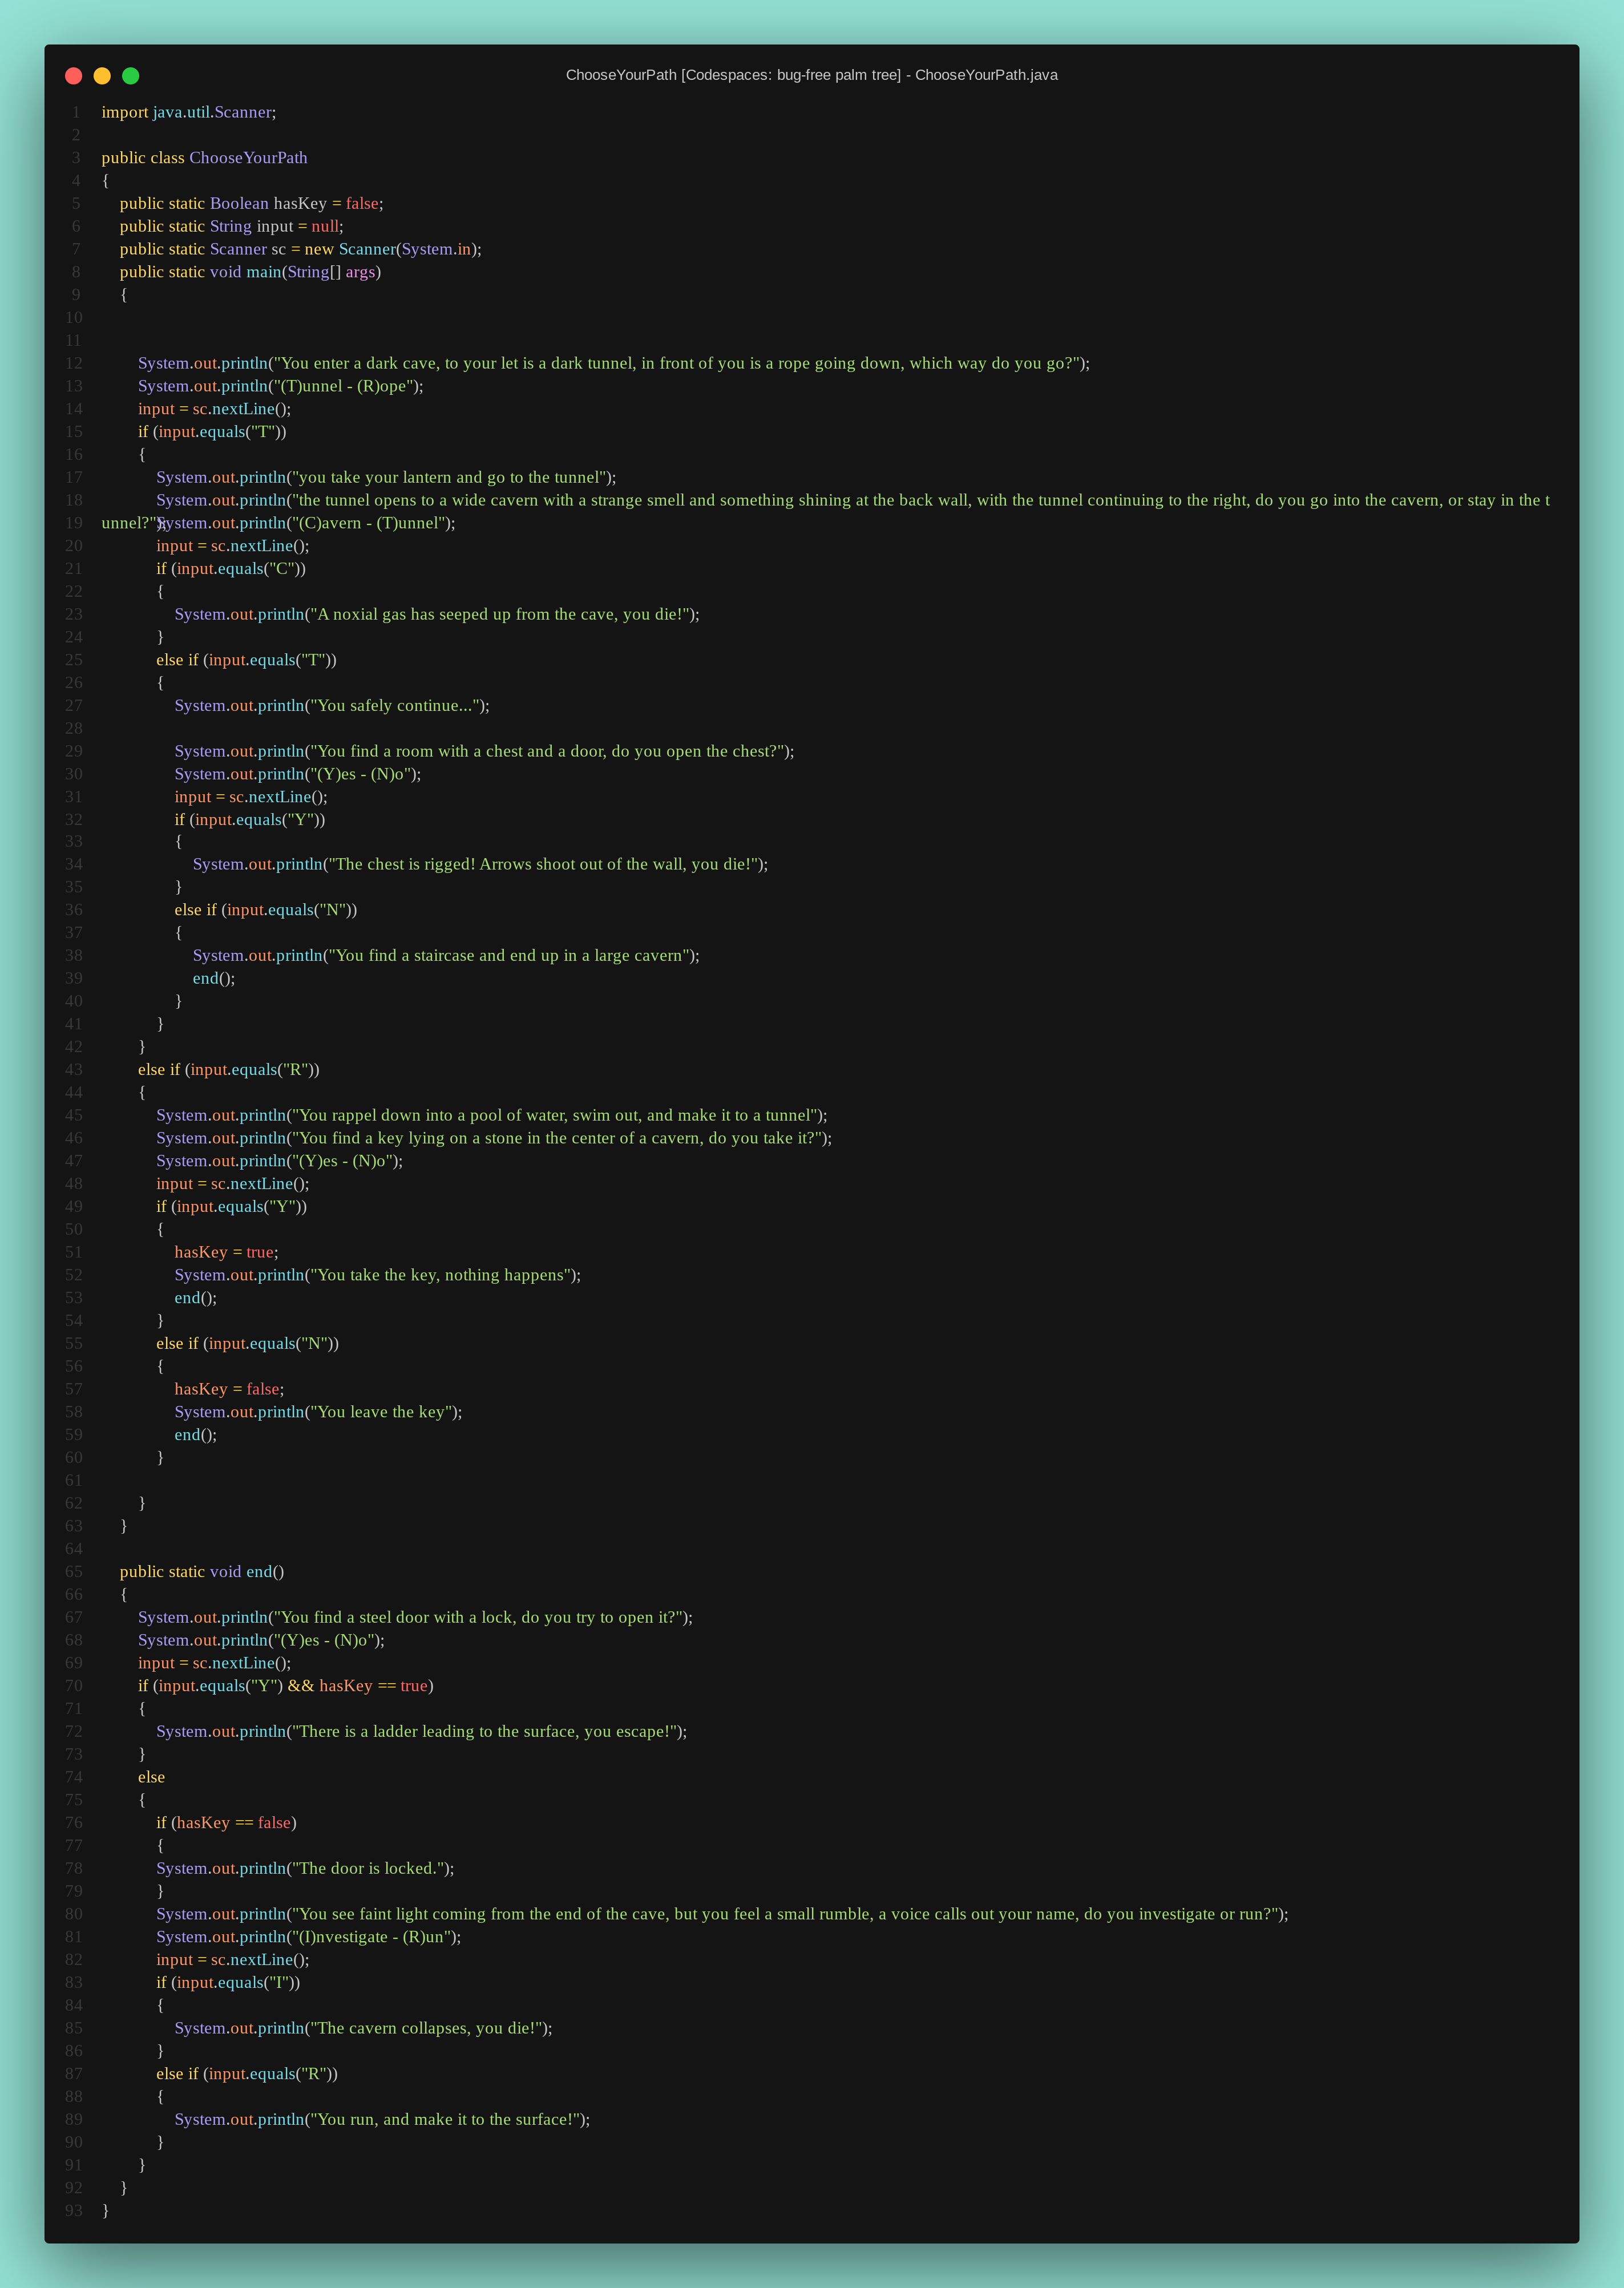 ChooseYourPath [Codespaces: bug-free palm tree] - ChooseYourPath.java
1 import java.util.Scanner;
2
3 public class ChooseYourPath
4 {
5     public static Boolean hasKey = false;
6     public static String input = null;
7     public static Scanner sc = new Scanner(System.in);
8     public static void main(String[] args)
9     {
10
11
12         System.out.println("You enter a dark cave, to your let is a dark tunnel, in front of you is a rope going down, which way do you go?");
13         System.out.println("(T)unnel - (R)ope");
14         input = sc.nextLine();
15         if (input.equals("T"))
16         {
17             System.out.println("you take your lantern and go to the tunnel");
18             System.out.println("the tunnel opens to a wide cavern with a strange smell and something shining at the back wall, with the tunnel continuing to the right, do you go into the cavern, or stay in the t
unnel?");
19             System.out.println("(C)avern - (T)unnel");
20             input = sc.nextLine();
21             if (input.equals("C"))
22             {
23                 System.out.println("A noxial gas has seeped up from the cave, you die!");
24             }
25             else if (input.equals("T"))
26             {
27                 System.out.println("You safely continue...");
28
29                 System.out.println("You find a room with a chest and a door, do you open the chest?");
30                 System.out.println("(Y)es - (N)o");
31                 input = sc.nextLine();
32                 if (input.equals("Y"))
33                 {
34                     System.out.println("The chest is rigged! Arrows shoot out of the wall, you die!");
35                 }
36                 else if (input.equals("N"))
37                 {
38                     System.out.println("You find a staircase and end up in a large cavern");
39                     end();
40                 }
41             }
42         }
43         else if (input.equals("R"))
44         {
45             System.out.println("You rappel down into a pool of water, swim out, and make it to a tunnel");
46             System.out.println("You find a key lying on a stone in the center of a cavern, do you take it?");
47             System.out.println("(Y)es - (N)o");
48             input = sc.nextLine();
49             if (input.equals("Y"))
50             {
51                 hasKey = true;
52                 System.out.println("You take the key, nothing happens");
53                 end();
54             }
55             else if (input.equals("N"))
56             {
57                 hasKey = false;
58                 System.out.println("You leave the key");
59                 end();
60             }
61
62         }
63     }
64
65     public static void end()
66     {
67         System.out.println("You find a steel door with a lock, do you try to open it?");
68         System.out.println("(Y)es - (N)o");
69         input = sc.nextLine();
70         if (input.equals("Y") && hasKey == true)
71         {
72             System.out.println("There is a ladder leading to the surface, you escape!");
73         }
74         else
75         {
76             if (hasKey == false)
77             {
78             System.out.println("The door is locked.");
79             }
80             System.out.println("You see faint light coming from the end of the cave, but you feel a small rumble, a voice calls out your name, do you investigate or run?");
81             System.out.println("(I)nvestigate - (R)un");
82             input = sc.nextLine();
83             if (input.equals("I"))
84             {
85                 System.out.println("The cavern collapses, you die!");
86             }
87             else if (input.equals("R"))
88             {
89                 System.out.println("You run, and make it to the surface!");
90             }
91         }
92     }
93 }